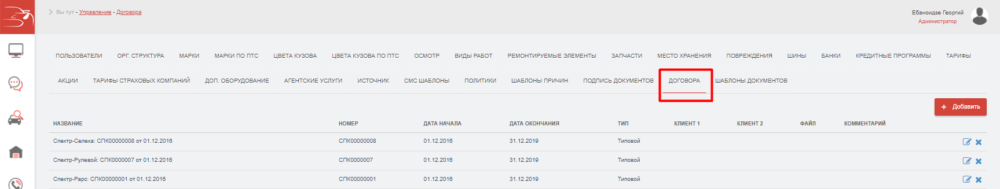 Вы тут - Управление - Договора
Ебаноидзе Георгий
Администратор
ПОЛЬЗОВАТЕЛИ ОРГ. СТРУКТУРА МАРКИ МАРКИ ПО ПТС ЦВЕТА КУЗОВА ЦВЕТА КУЗОВА ПО ПТС ОСМОТР ВИДЫ РАБОТ РЕМОНТИРУЕМЫЕ ЭЛЕМЕНТЫ ЗАПЧАСТИ МЕСТО ХРАНЕНИЯ ПОВРЕЖДЕНИЯ ШИНЫ БАНКИ КРЕДИТНЫЕ ПРОГРАММЫ ТАРИФЫ
АКЦИИ ТАРИФЫ СТРАХОВЫХ КОМПАНИЙ ДОП. ОБОРУДОВАНИЕ АГЕНТСКИЕ УСЛУГИ ИСТОЧНИК СМС ШАБЛОНЫ ПОЛИТИКИ ШАБЛОНЫ ПРИЧИН ПОДПИСЬ ДОКУМЕНТОВ ДОГОВОРА ШАБЛОНЫ ДОКУМЕНТОВ
+ Добавить
НАЗВАНИЕ НОМЕР ДАТА НАЧАЛА ДАТА ОКОНЧАНИЯ ТИП КЛИЕНТ 1 КЛИЕНТ 2 ФАЙЛ КОММЕНТАРИЙ
Спектр-Селека: СПК00000008 от 01.12.2016 СПК00000008 01.12.2016 31.12.2019 Типовой
Спектр-Рулевой: СПК0000007 от 01.12.2016 СПК0000007 01.12.2016 31.12.2019 Типовой
Спектр-Рарс: СПК00000001 от 01.12.2016 СПК00000001 01.12.2016 31.12.2019 Типовой